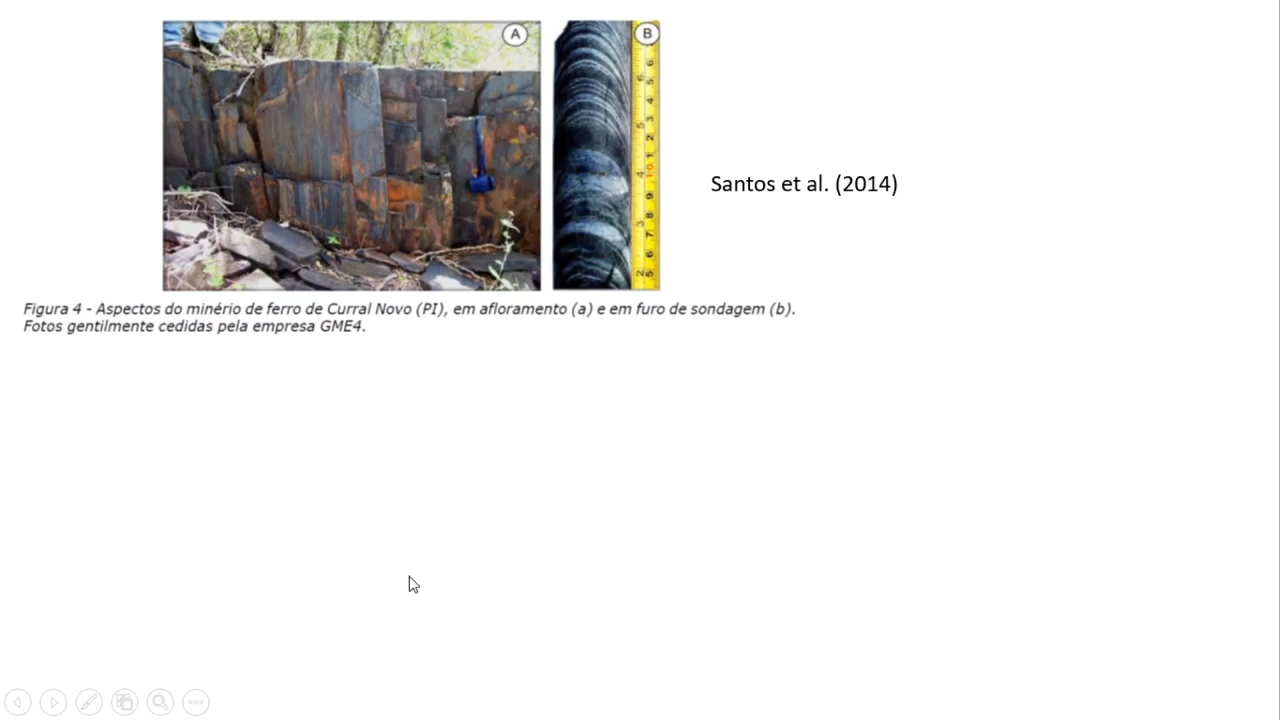 A
B
Santos et al. (2014)
Figura 4 - Aspectos do minério de ferro de Curral Novo (PI), em afloramento (a) e em furo de sondagem (b).
Fotos gentilmente cedidas pela empresa GME4.